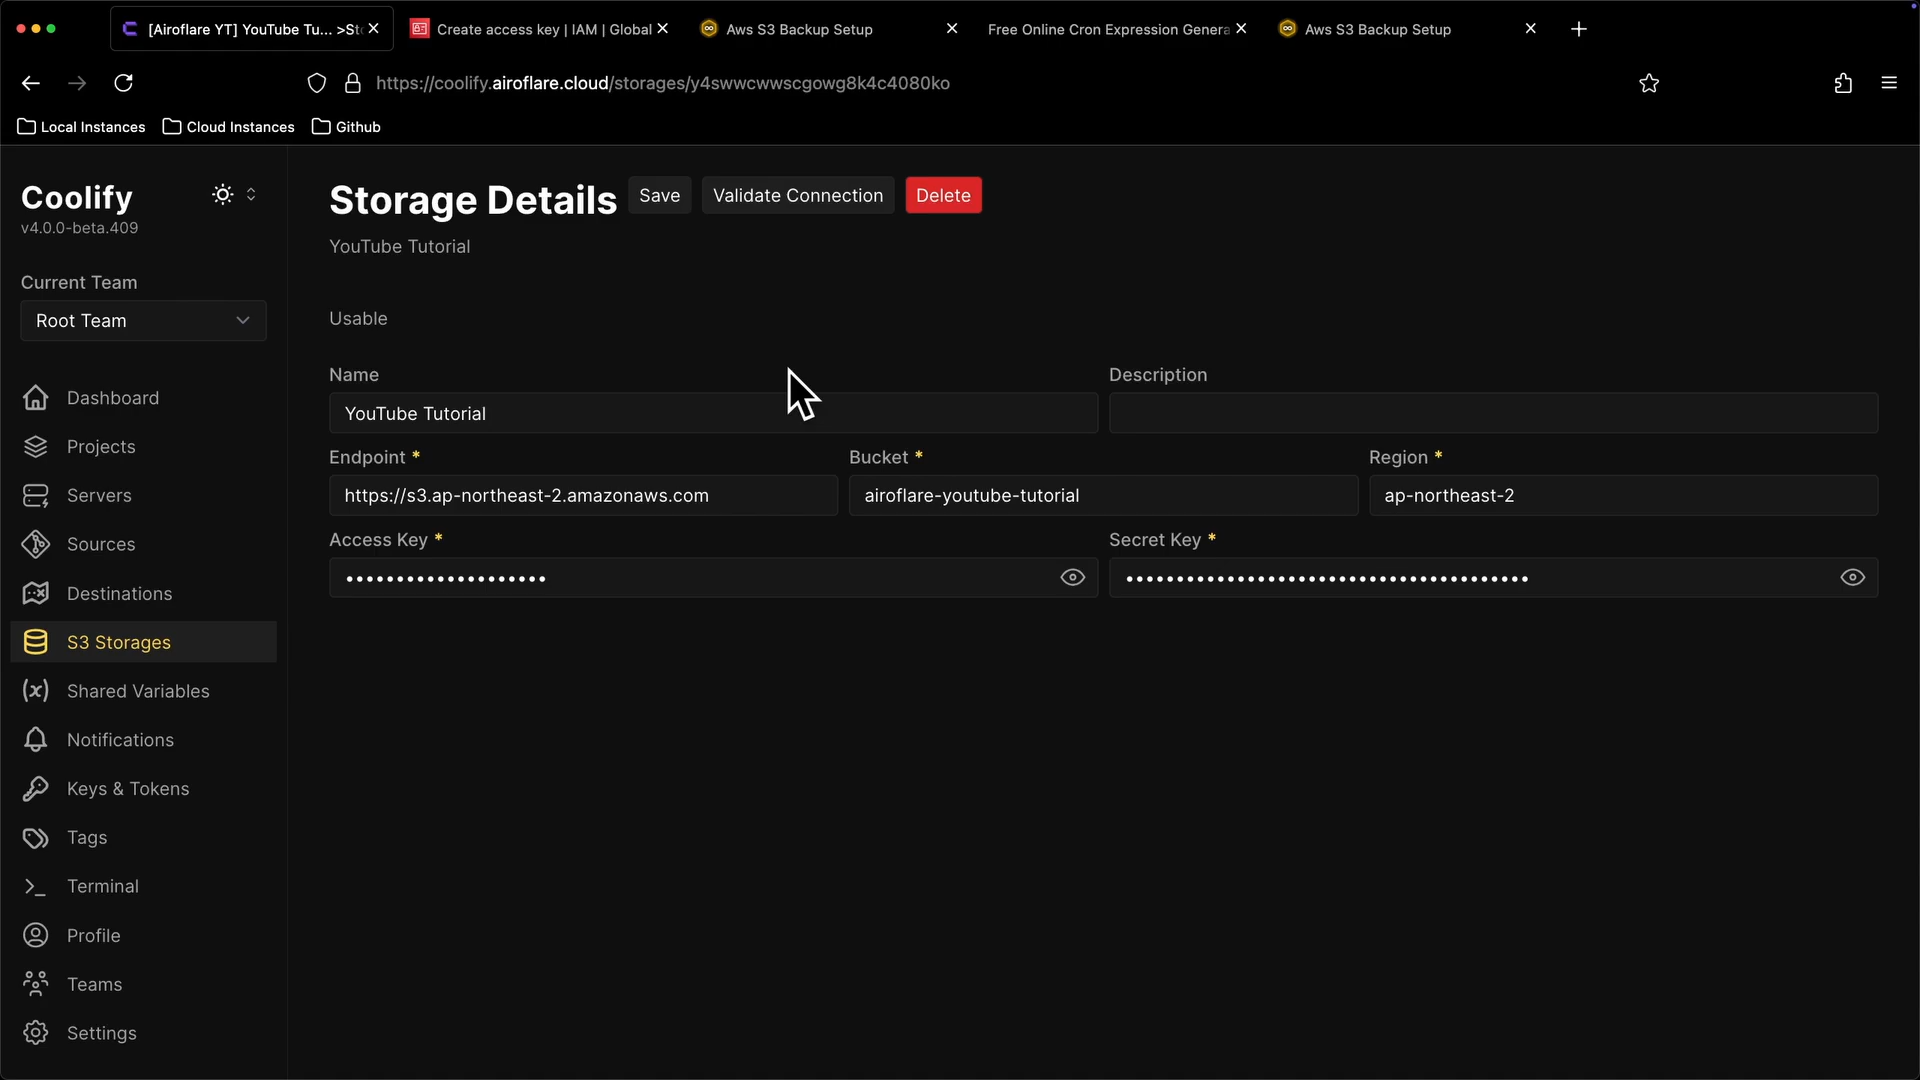 [Airoflare YT] YouTube Tu... >Sto
Create access key | IAM | Global
Aws S3 Backup Setup
Free Online Cron Expression Genera
Aws S3 Backup Setup
https://coolify.airoflare.cloud/storages/y4swwcwwscgowg8k4c4080ko
Local Instances
Cloud Instances
Github
Coolify
v4.0.0-beta.409
Current Team
Root Team
Dashboard
Projects
Servers
Sources
Destinations
S3 Storages
Shared Variables
Notifications
Keys & Tokens
Tags
Terminal
Profile
Teams
Settings
Storage Details
Save
Validate Connection
Delete
YouTube Tutorial
Usable
Name
YouTube Tutorial
Description
Endpoint *
https://s3.ap-northeast-2.amazonaws.com
Bucket *
airoflare-youtube-tutorial
Region *
ap-northeast-2
Access Key *
••••••••••••••••••••
Secret Key *
••••••••••••••••••••••••••••••••••••••••